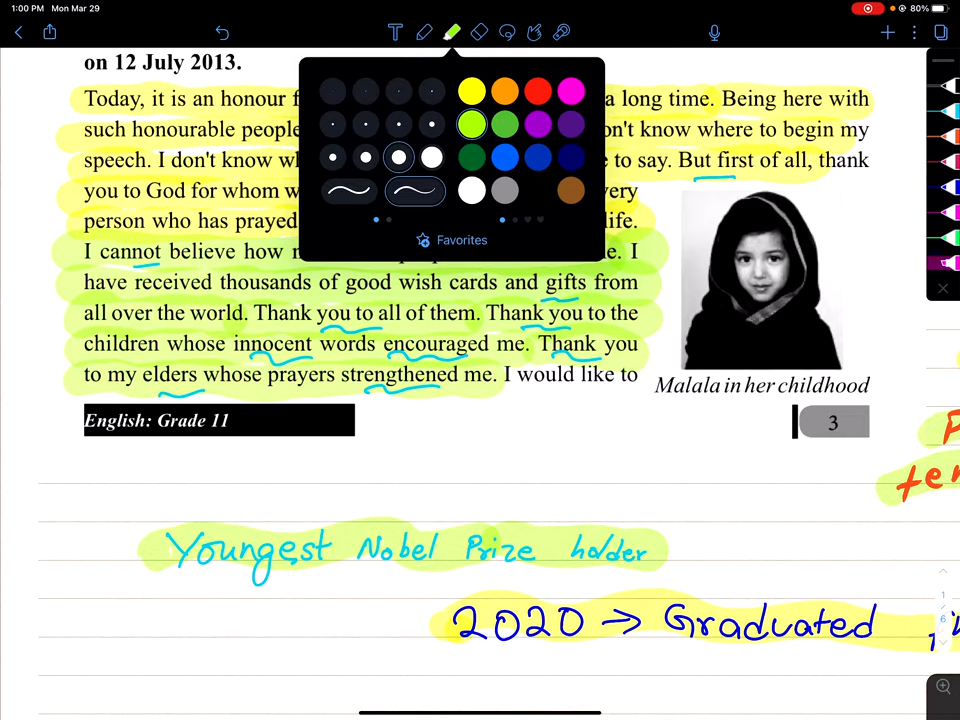 1:00 PM Mon Mar 29
80%
on 12 July 2013.
Today, it is an honour a long time. Being here with
such honourable people don't know where to begin my
speech. I don't know to say. But first of all, thank
you to God for whom very
person who has prayed life.
I cannot believe how I
have received thousands of good wish cards and gifts from
all over the world. Thank you to all of them. Thank you to the
children whose innocent words encouraged me. Thank you
to my elders whose prayers strengthened me. I would like to
Favorites
Malala in her childhood
English: Grade 11
3
Youngest Nobel Prize holder
2020 → Graduated
1
/
6